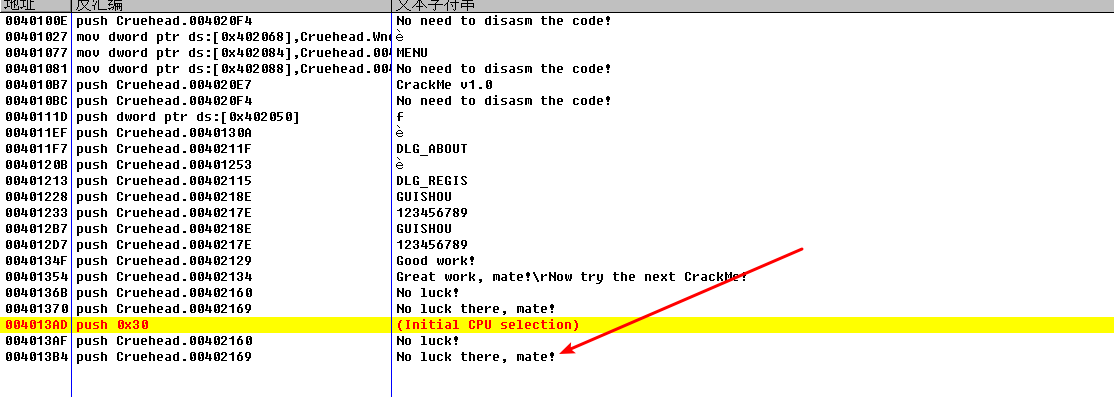 地址 反汇编 文本字符串
0040100E push Cruehead.004020F4 No need to disasm the code!
00401027 mov dword ptr ds:[0x402068],Cruehead.Wn è
00401077 mov dword ptr ds:[0x402084],Cruehead.00 MENU
00401081 mov dword ptr ds:[0x402088],Cruehead.00 No need to disasm the code!
004010B7 push Cruehead.004020E7 CrackMe v1.0
004010BC push Cruehead.004020F4 No need to disasm the code!
0040111D push dword ptr ds:[0x402050] f
004011EF push Cruehead.0040130A è
004011F7 push Cruehead.0040211F DLG_ABOUT
0040120B push Cruehead.00401253 è
00401213 push Cruehead.00402115 DLG_REGIS
00401228 push Cruehead.0040218E GUISHOU
00401233 push Cruehead.0040217E 123456789
004012B7 push Cruehead.0040218E GUISHOU
004012D7 push Cruehead.0040217E 123456789
0040134F push Cruehead.00402129 Good work!
00401354 push Cruehead.00402134 Great work, mate!\rNow try the next CrackMe!
0040136B push Cruehead.00402160 No luck!
00401370 push Cruehead.00402169 No luck there, mate!
004013AD push 0x30 (Initial CPU selection)
004013AF push Cruehead.00402160 No luck!
004013B4 push Cruehead.00402169 No luck there, mate!